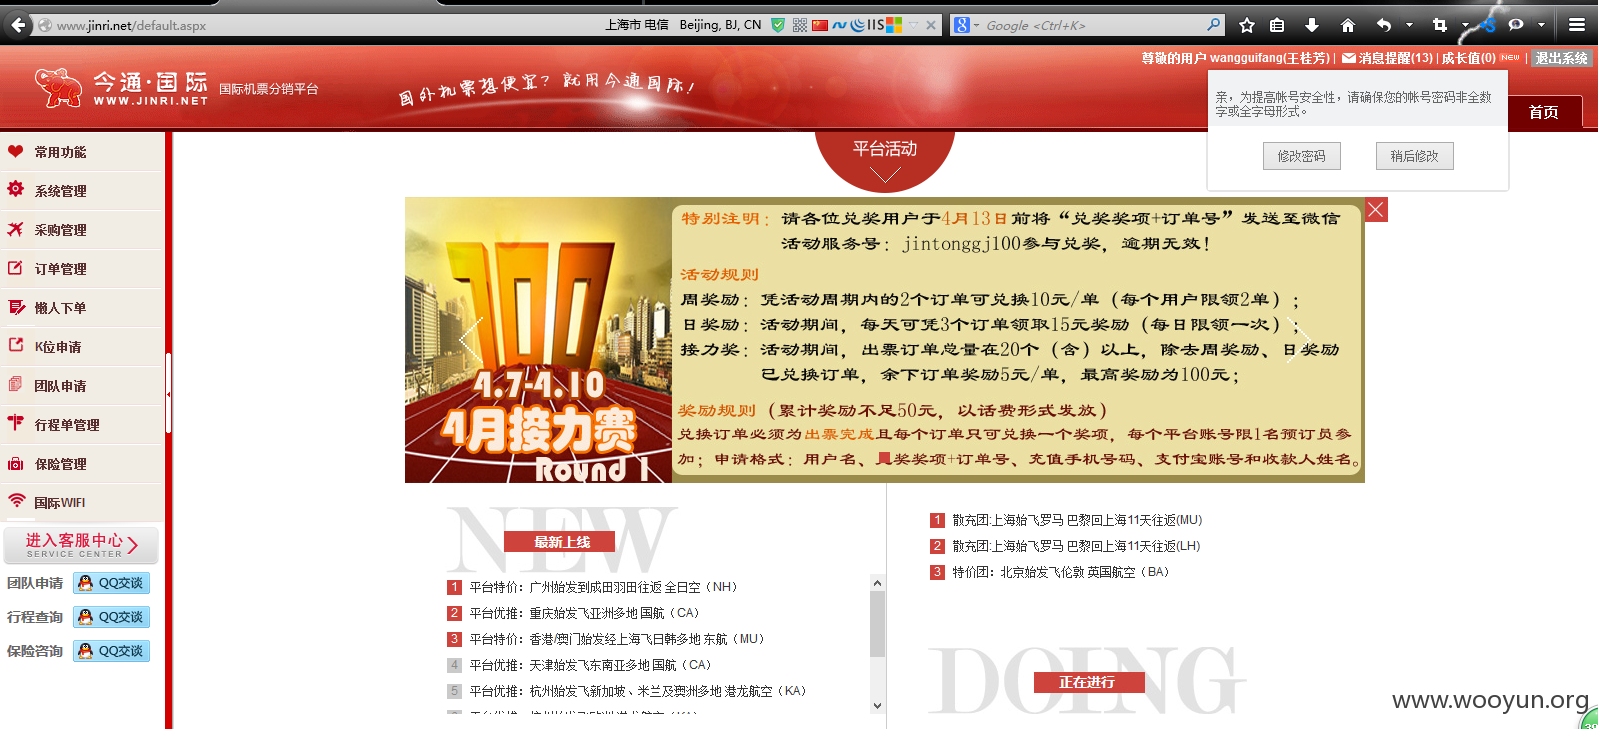 www.jinri.net/default.aspx
上海市 电信 Beijing, BJ, CN
IIS
Google <Ctrl+K>
尊敬的用户 wangguifang(王桂芳) | 消息提醒(13) | 成长值(0) NEW | 退出系统
今通·国际
WWW.JINRI.NET
国际机票分销平台
国外机票想便宜? 就用今通国际!
亲，为提高帐号安全性，请确保您的帐号密码非全数
字或全字母形式。
修改密码 稍后修改
首页
常用功能
系统管理
采购管理
订单管理
懒人下单
K位申请
团队申请
行程单管理
保险管理
国际WIFI
进入客服中心
SERVICE CENTER
团队申请 QQ交谈
行程查询 QQ交谈
保险咨询 QQ交谈
平台活动
100
4.7-4.10
4月接力赛
Round 1
特别注明：请各位兑奖用户于4月13日前将“兑奖奖项+订单号”发送至微信
活动服务号：jintonggj100参与兑奖，逾期无效!
活动规则
周奖励：凭活动周期内的2个订单可兑换10元/单（每个用户限领2单）；
日奖励：活动期间，每天可凭3个订单领取15元奖励（每日限领一次）；
接力奖：活动期间，出票订单总量在20个（含）以上，除去周奖励、日奖励
已兑换订单，余下订单奖励5元/单，最高奖励为100元；
奖励规则（累计奖励不足50元，以话费形式发放）
兑换订单必须为出票完成且每个订单只可兑换一个奖项，每个平台账号限1名预订员参
加；申请格式：用户名、奖奖项+订单号、充值手机号码、支付宝账号和收款人姓名。
NEW
最新上线
1 平台特价：广州始发到成田羽田往返 全日空（NH）
2 平台优推：重庆始发飞亚洲多地 国航（CA）
3 平台特价：香港/澳门始发经上海飞日韩多地 东航（MU）
4 平台优推：天津始发飞东南亚多地 国航（CA）
5 平台优推：杭州始发飞新加坡、米兰及澳洲多地 港龙航空（KA）
1 散充团:上海始飞罗马 巴黎回上海11天往返(MU)
2 散充团:上海始飞罗马 巴黎回上海11天往返(LH)
3 特价团：北京始发飞伦敦 英国航空（BA）
DOING
正在进行
www.wooyun.org